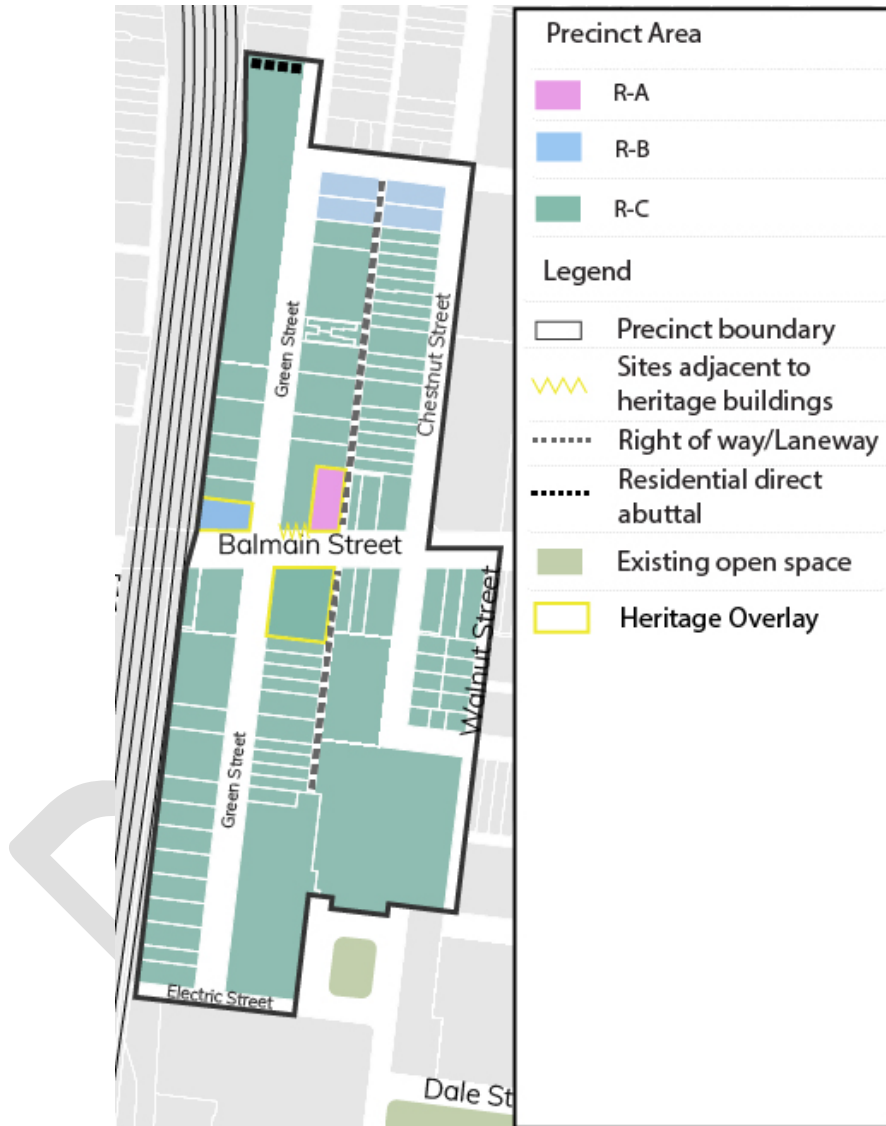 Precinct Area
R-A
R-B
R-C
Legend
Precinct boundary
Sites adjacent to
heritage buildings
Right of way/Laneway
Residential direct
abuttal
Existing open space
Heritage Overlay
Green Street
Chestnut Street
Balmain Street
Walnut Street
Green Street
Electric Street
Dale St